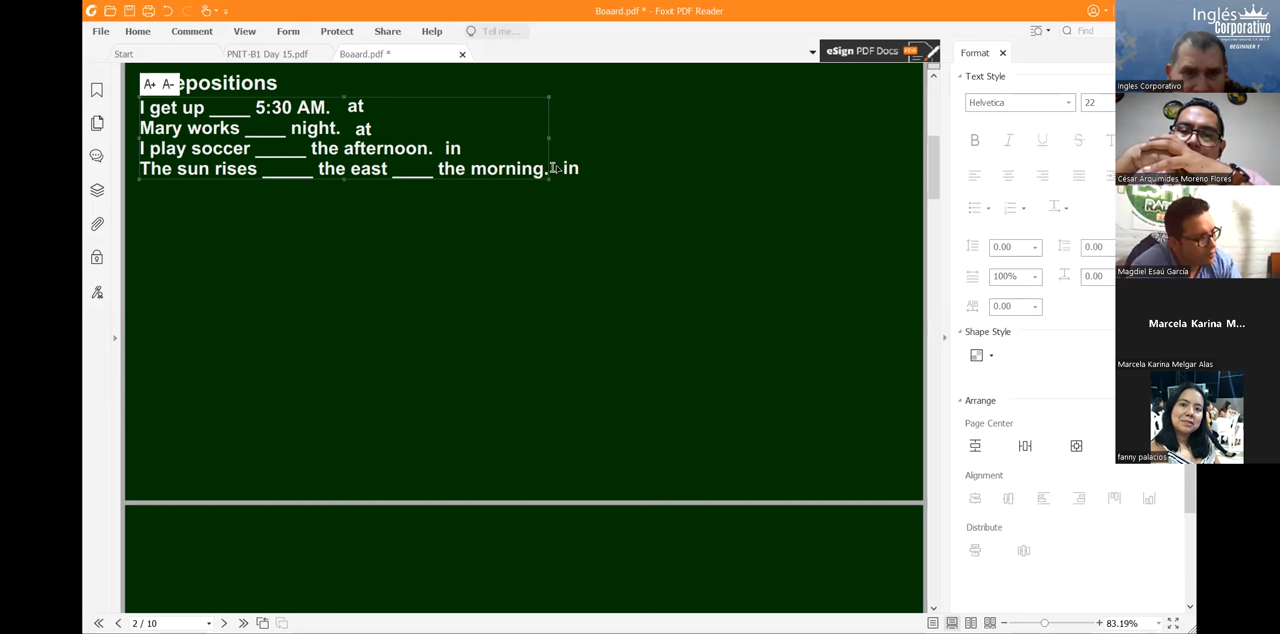 Boaard.pdf * - Foxit PDF Reader
File Home Comment View Form Protect Share Help Tell me... Find
Start PNIT-B1 Day 15.pdf Boaard.pdf * eSign PDF Docs
A+ A- epositions
I get up ____ 5:30 AM. at
Mary works ____ night. at
I play soccer _____ the afternoon. in
The sun rises _____ the east ____ the morning. in
Format
Text Style
Helvetica 22
B I U S T
0.00 0.00
100% 0.00
0.00
Shape Style
Arrange
Page Center
Alignment
Distribute
2 / 10
83.19%
Inglés
Corporativo
BEGINNER 1
Ingles Corporativo
César Arquimides Moreno Flores
Magdiel Esaú García
Marcela Karina M...
Marcela Karina Melgar Alas
fanny palacios